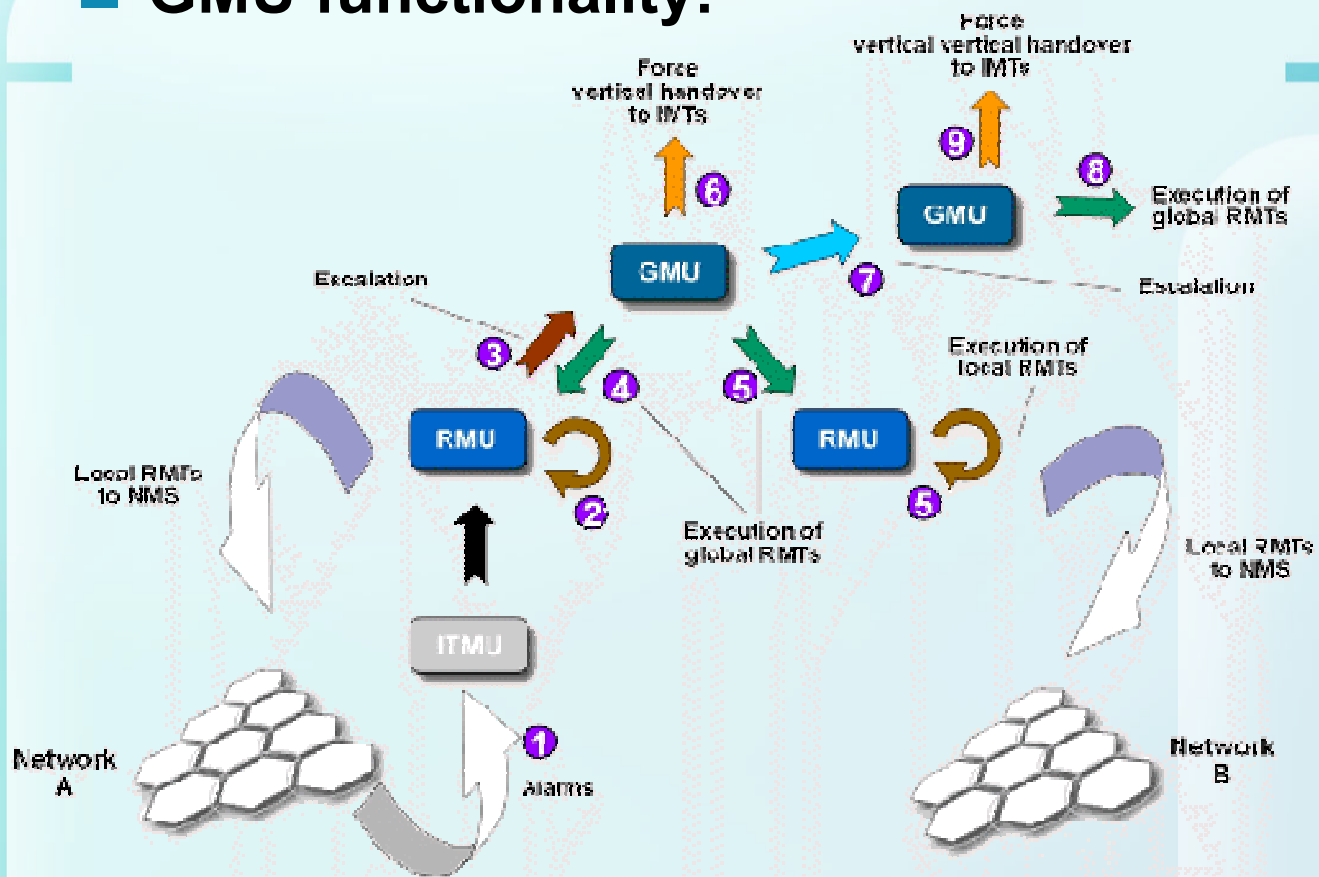 GMU functionality:
Force
vertical vertical handover
to IMTs
Force
vertical handover
to IMTs
9
8
Execution of
global RMTs
6
GMU
GMU
7
Escalation
Escalation
3
4
5
Execution of
local RMTs
RMU
RMU
2
5
Local RMTs
to NMS
Execution of
global RMTs
Local RMTs
to NMS
ITMU
1
Alarms
Network
A
Network
B